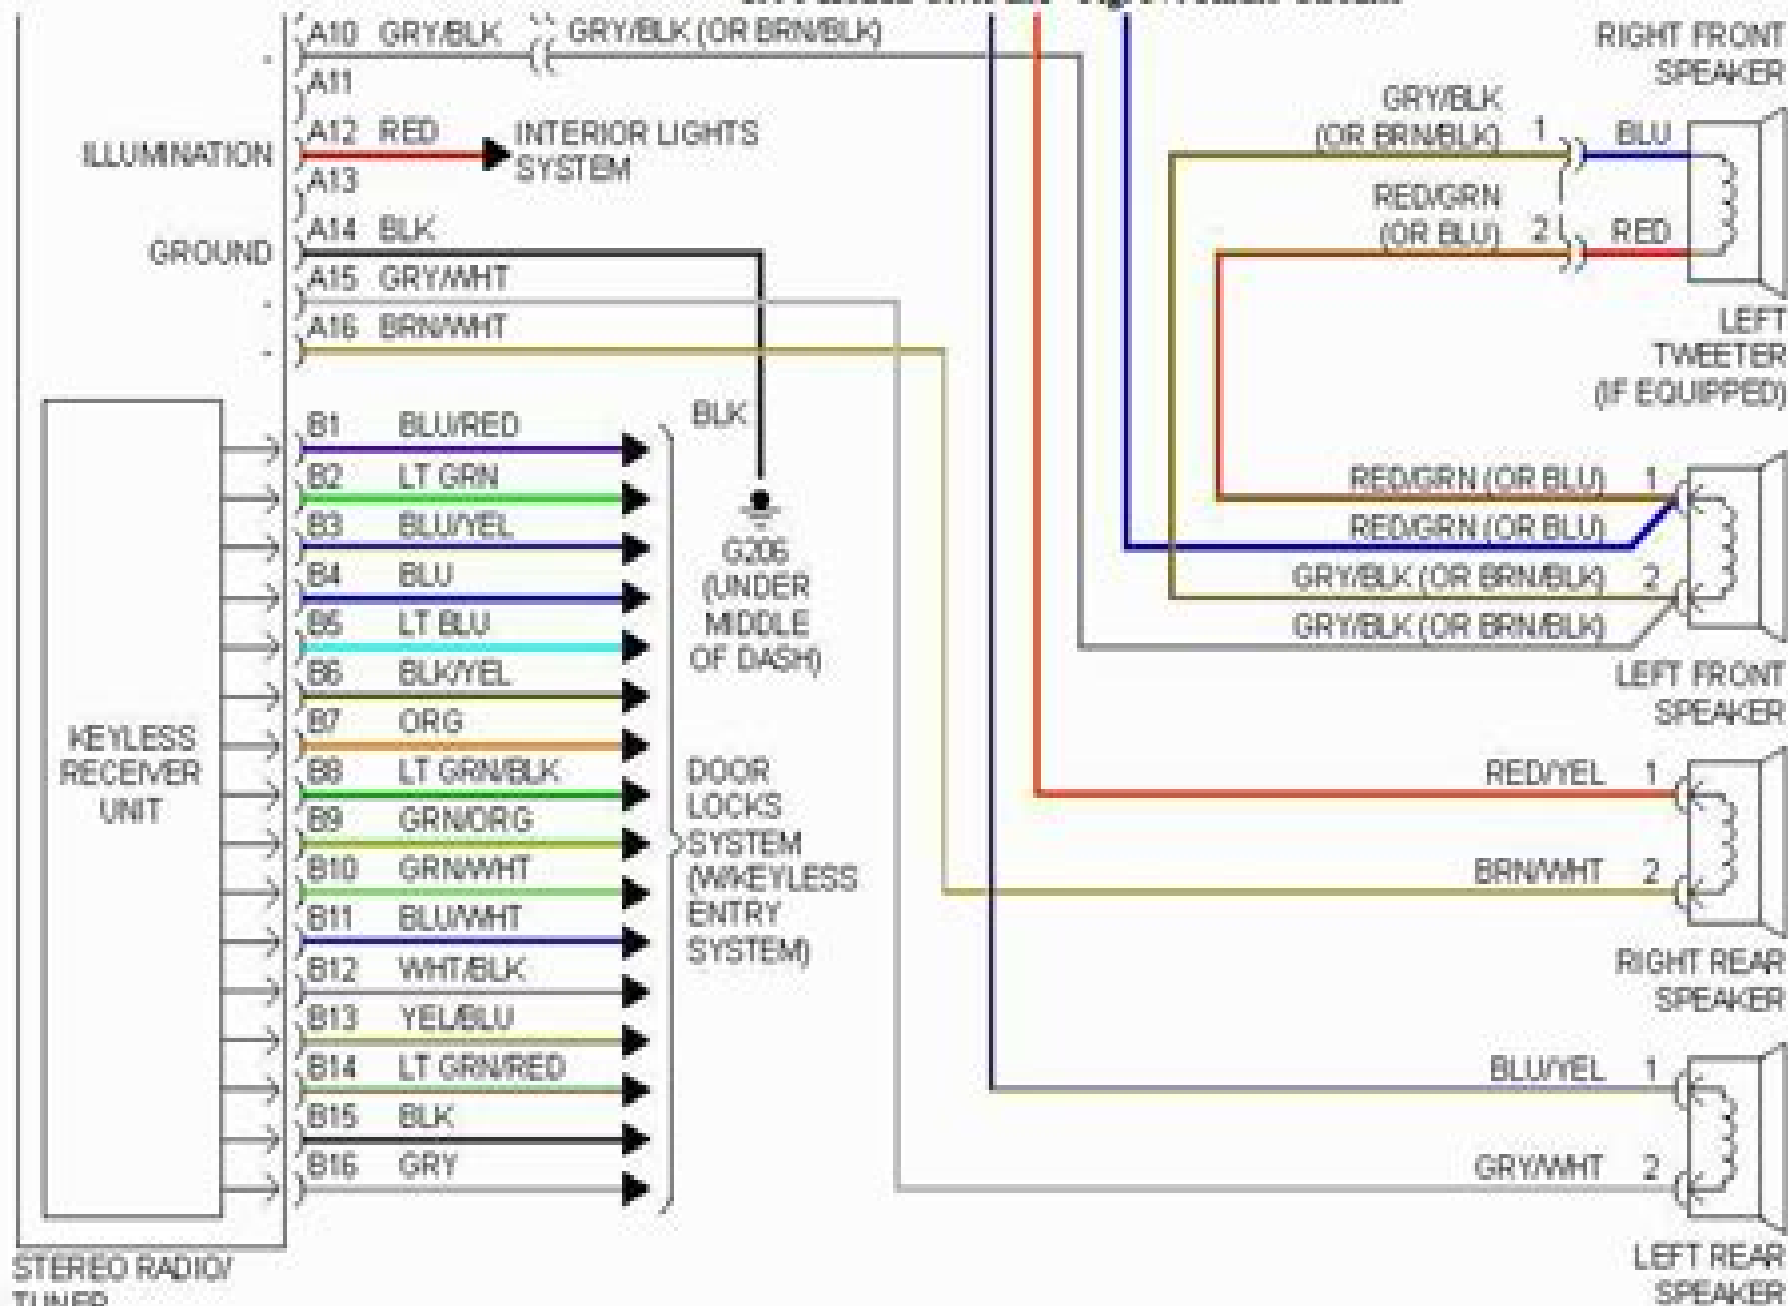 A10 GRY/BLK GRY/BLK (OR BRN/BLK)
-
A11
A12 RED
ILLUMINATION
INTERIOR LIGHTS
SYSTEM
A13
A14 BLK
GROUND
A15 GRY/WHT
-
A16 BRN/WHT
-
KEYLESS
RECEIVER
UNIT
B1 BLU/RED
B2 LT GRN
B3 BLU/YEL
B4 BLU
B5 LT BLU
B6 BLK/YEL
B7 ORG
B8 LT GRN/BLK
B9 GRN/ORG
B10 GRN/WHT
B11 BLU/WHT
B12 WHT/BLK
B13 YEL/BLU
B14 LT GRN/RED
B15 BLK
B16 GRY
STEREO RADIO/
TUNER
BLK
G206
(UNDER
MIDDLE
OF DASH)
DOOR
LOCKS
SYSTEM
(W/KEYLESS
ENTRY
SYSTEM)
RIGHT FRONT
SPEAKER
GRY/BLK
(OR BRN/BLK) 1 BLU
RED/GRN
(OR BLU) 2 RED
LEFT
TWEETER
(IF EQUIPPED)
RED/GRN (OR BLU) 1
RED/GRN (OR BLU)
GRY/BLK (OR BRN/BLK) 2
GRY/BLK (OR BRN/BLK)
LEFT FRONT
SPEAKER
RED/YEL 1
BRN/WHT 2
RIGHT REAR
SPEAKER
BLU/YEL 1
GRY/WHT 2
LEFT REAR
SPEAKER